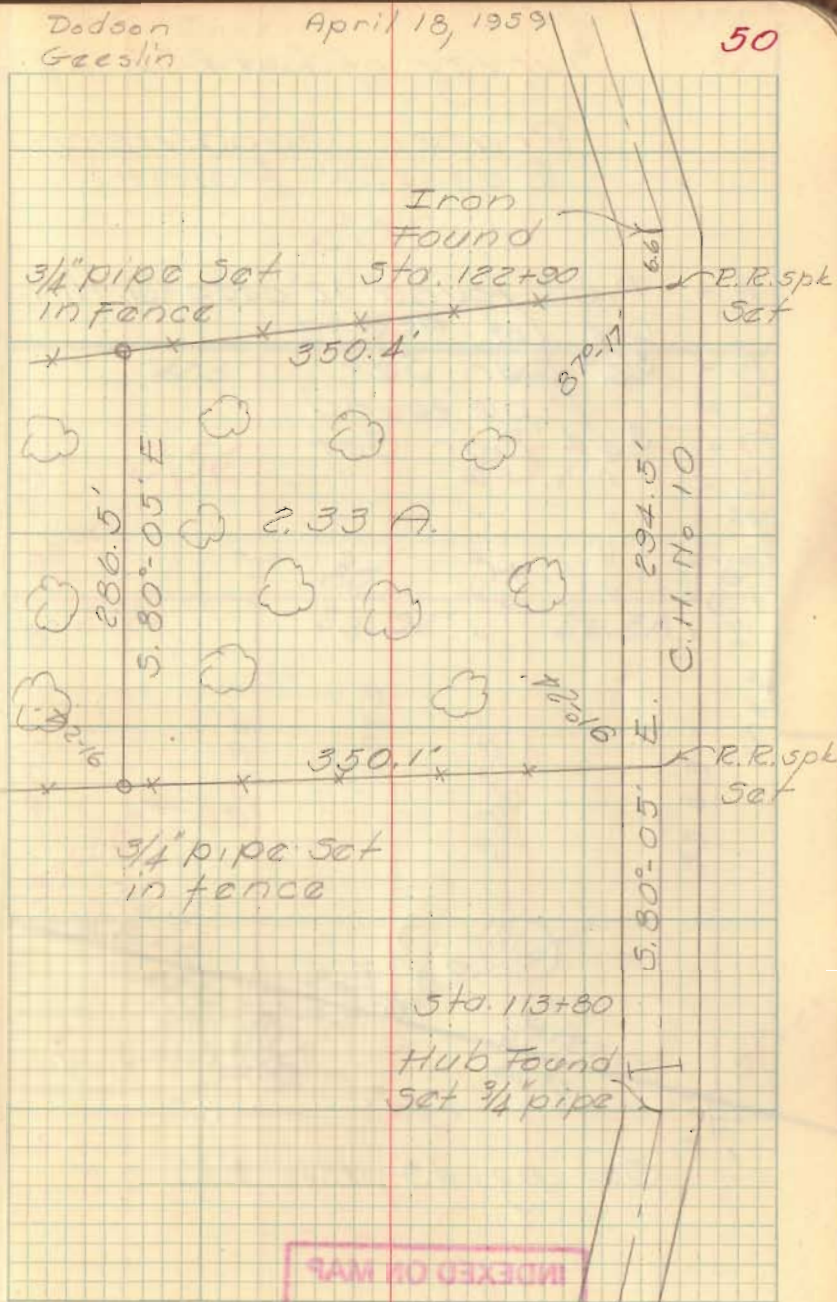 Dodson
Geeslin
April 18, 1959
50
Iron
Found
Sta. 122+90
6.6
R.R. spk
Set
3/4" pipe Set
in Fence
350.4'
87°-17'
286.5'
S. 80°-05' E
2.33 A.
294.5'
C.H. No 10
350.1'
R.R. spk
Set
3/4" pipe Set
in fence
S. 80°-05' E.
Sta. 113+80
Hub Found
Set 3/4" pipe
INDEXED ON MAP